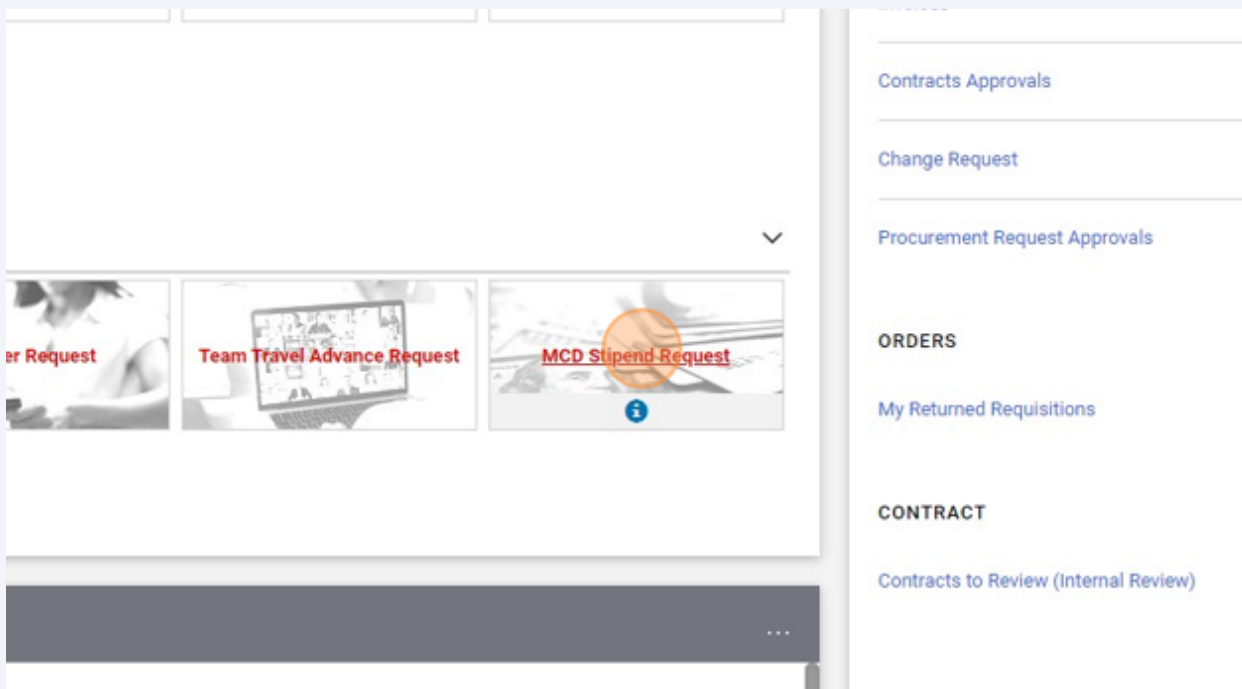 Contracts Approvals
Change Request
Procurement Request Approvals
er Request
Team Travel Advance Request
MCD Stipend Request
ORDERS
My Returned Requisitions
CONTRACT
Contracts to Review (Internal Review)